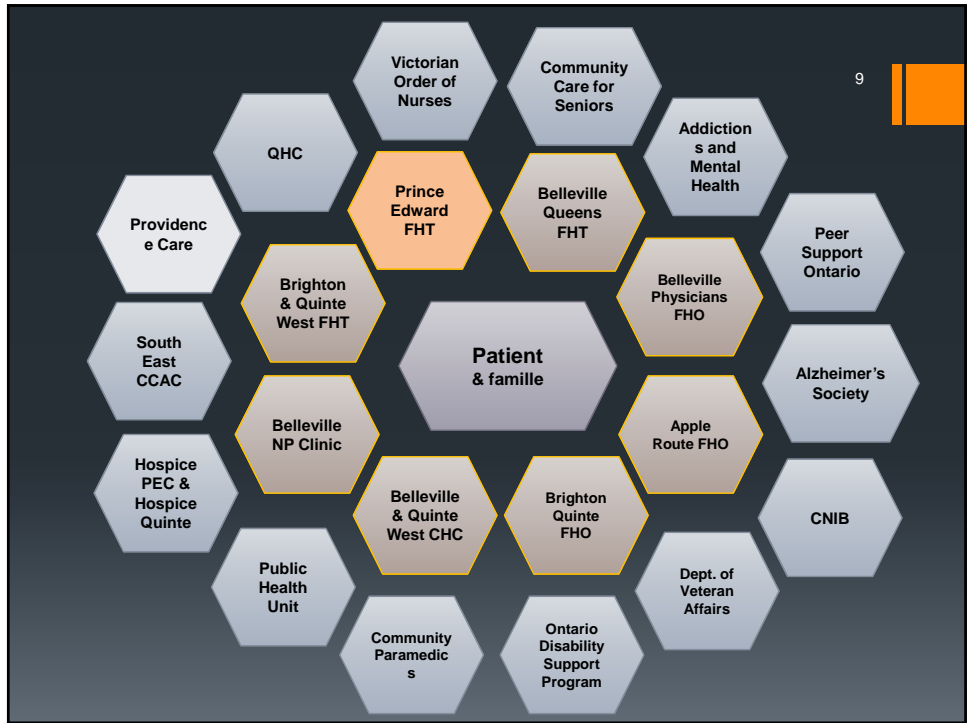 9
Victorian
Order of
Nurses
Community
Care for
Seniors
Addiction
s and
Mental
Health
QHC
Prince
Edward
FHT
Belleville
Queens
FHT
Providenc
e Care
Peer
Support
Ontario
Brighton
& Quinte
West FHT
Belleville
Physicians
FHO
South
East
CCAC
Patient
& famille
Alzheimer's
Society
Belleville
NP Clinic
Apple
Route FHO
Hospice
PEC &
Hospice
Quinte
Belleville
& Quinte
West CHC
Brighton
Quinte
FHO
CNIB
Public
Health
Unit
Dept. of
Veteran
Affairs
Community
Paramedic
s
Ontario
Disability
Support
Program